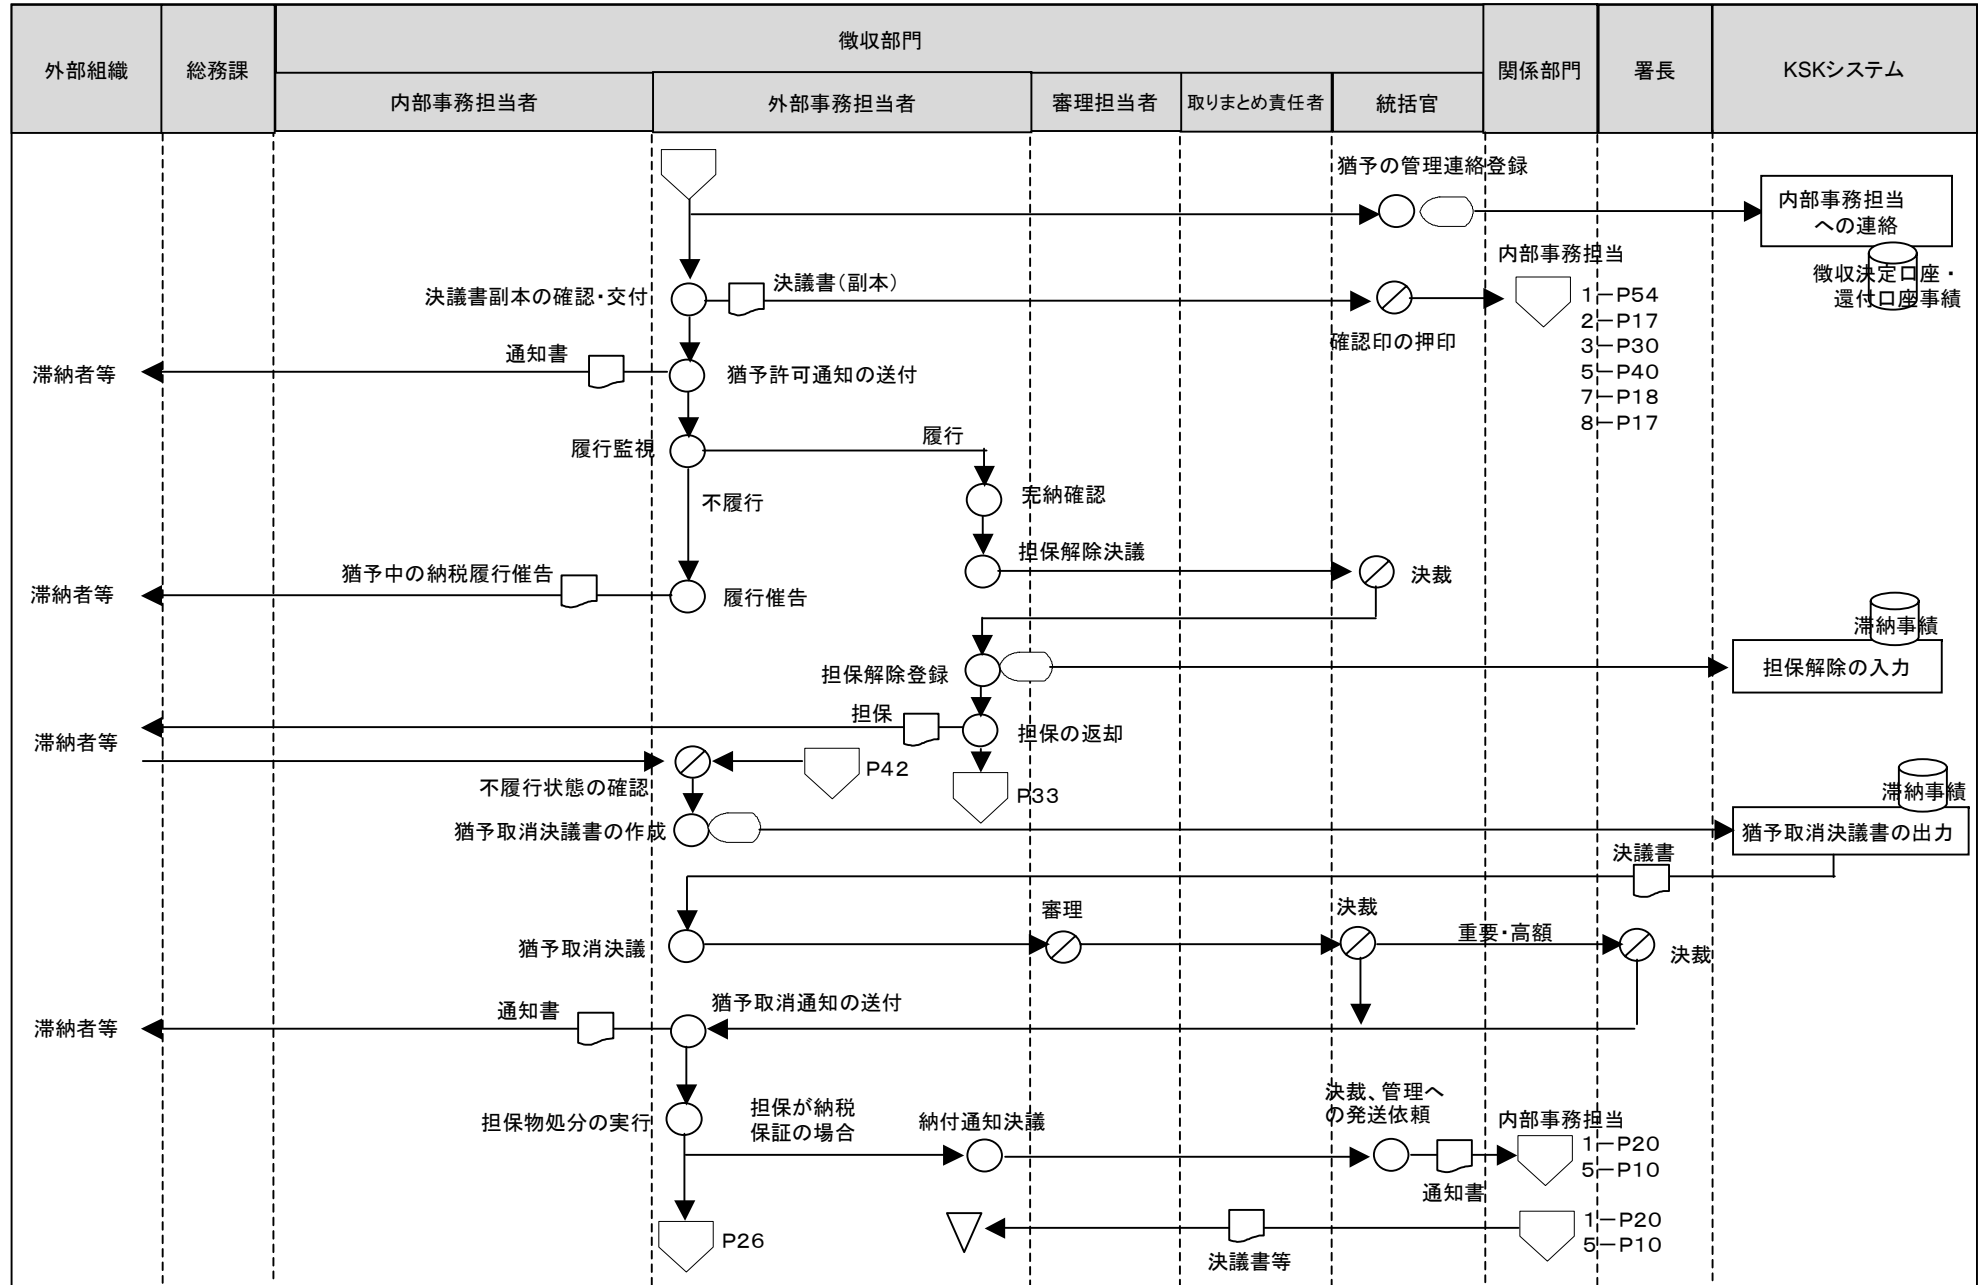 外部組織
総務課
徴収部門
内部事務担当者
外部事務担当者
審理担当者
取りまとめ責任者
統括官
関係部門
署長
KSKシステム
猶予の管理連絡登録
内部事務担当
への連絡
徴収決定口座・
還付口座事績
決議書副本の確認・交付
決議書(副本)
確認印の押印
内部事務担当
1-P54
2-P17
3-P30
5-P40
7-P18
8-P17
滞納者等
通知書
猶予許可通知の送付
履行監視
履行
不履行
完納確認
担保解除決議
決裁
滞納者等
猶予中の納税履行催告
履行催告
滞納事績
担保解除登録
担保解除の入力
滞納者等
担保
担保の返却
P42
P33
不履行状態の確認
滞納事績
猶予取消決議書の作成
猶予取消決議書の出力
決議書
猶予取消決議
審理
決裁
重要・高額
決裁
滞納者等
通知書
猶予取消通知の送付
担保物処分の実行
担保が納税
保証の場合
納付通知決議
決裁、管理へ
の発送依頼
通知書
内部事務担当
1-P20
5-P10
P26
決議書等
1-P20
5-P10